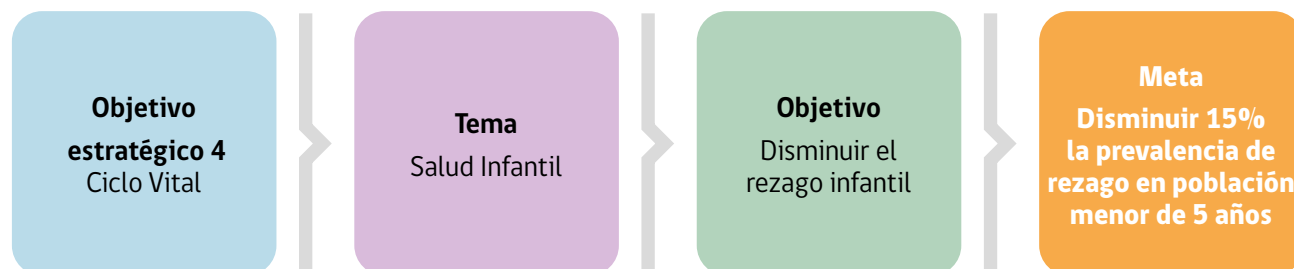 Objetivo
estratégico 4
Ciclo Vital
Tema
Salud Infantil
Objetivo
Disminuir el
rezago infantil
Meta
Disminuir 15%
la prevalencia de
rezago en población
menor de 5 años